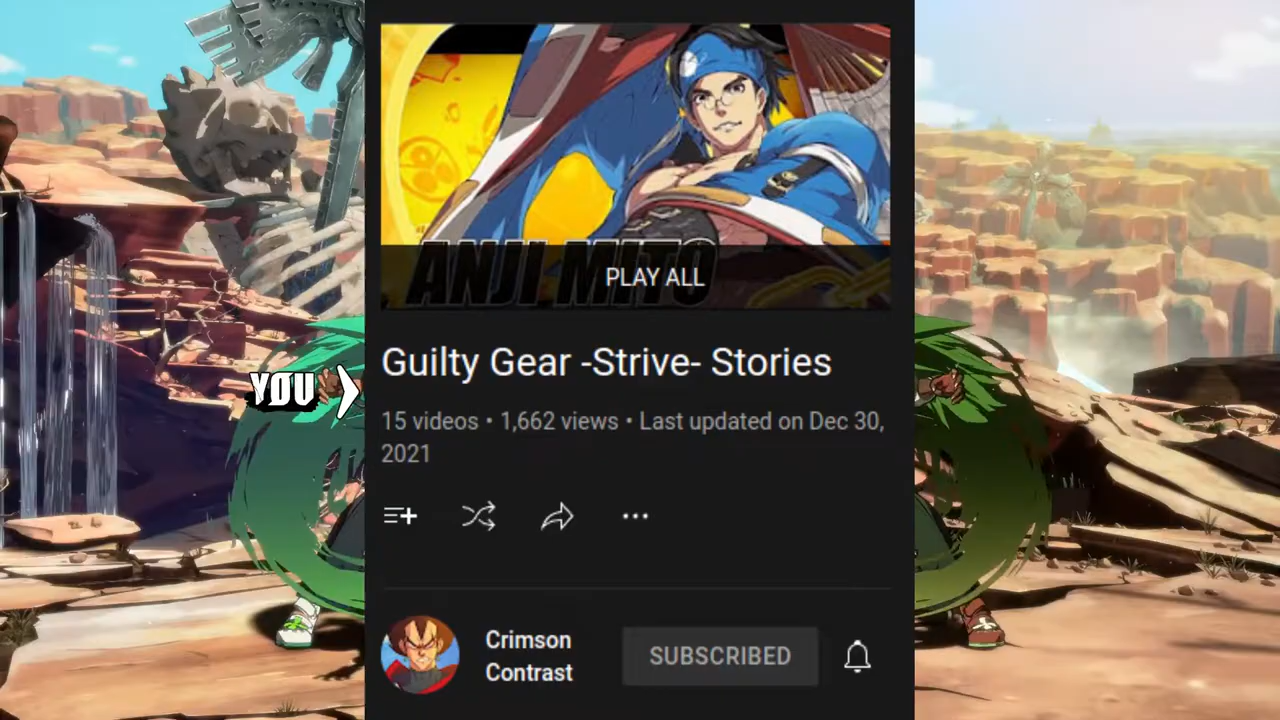 ANJI MITO
PLAY ALL
Guilty Gear -Strive- Stories
15 videos • 1,662 views • Last updated on Dec 30,
2021
YOU
Crimson
Contrast
SUBSCRIBED